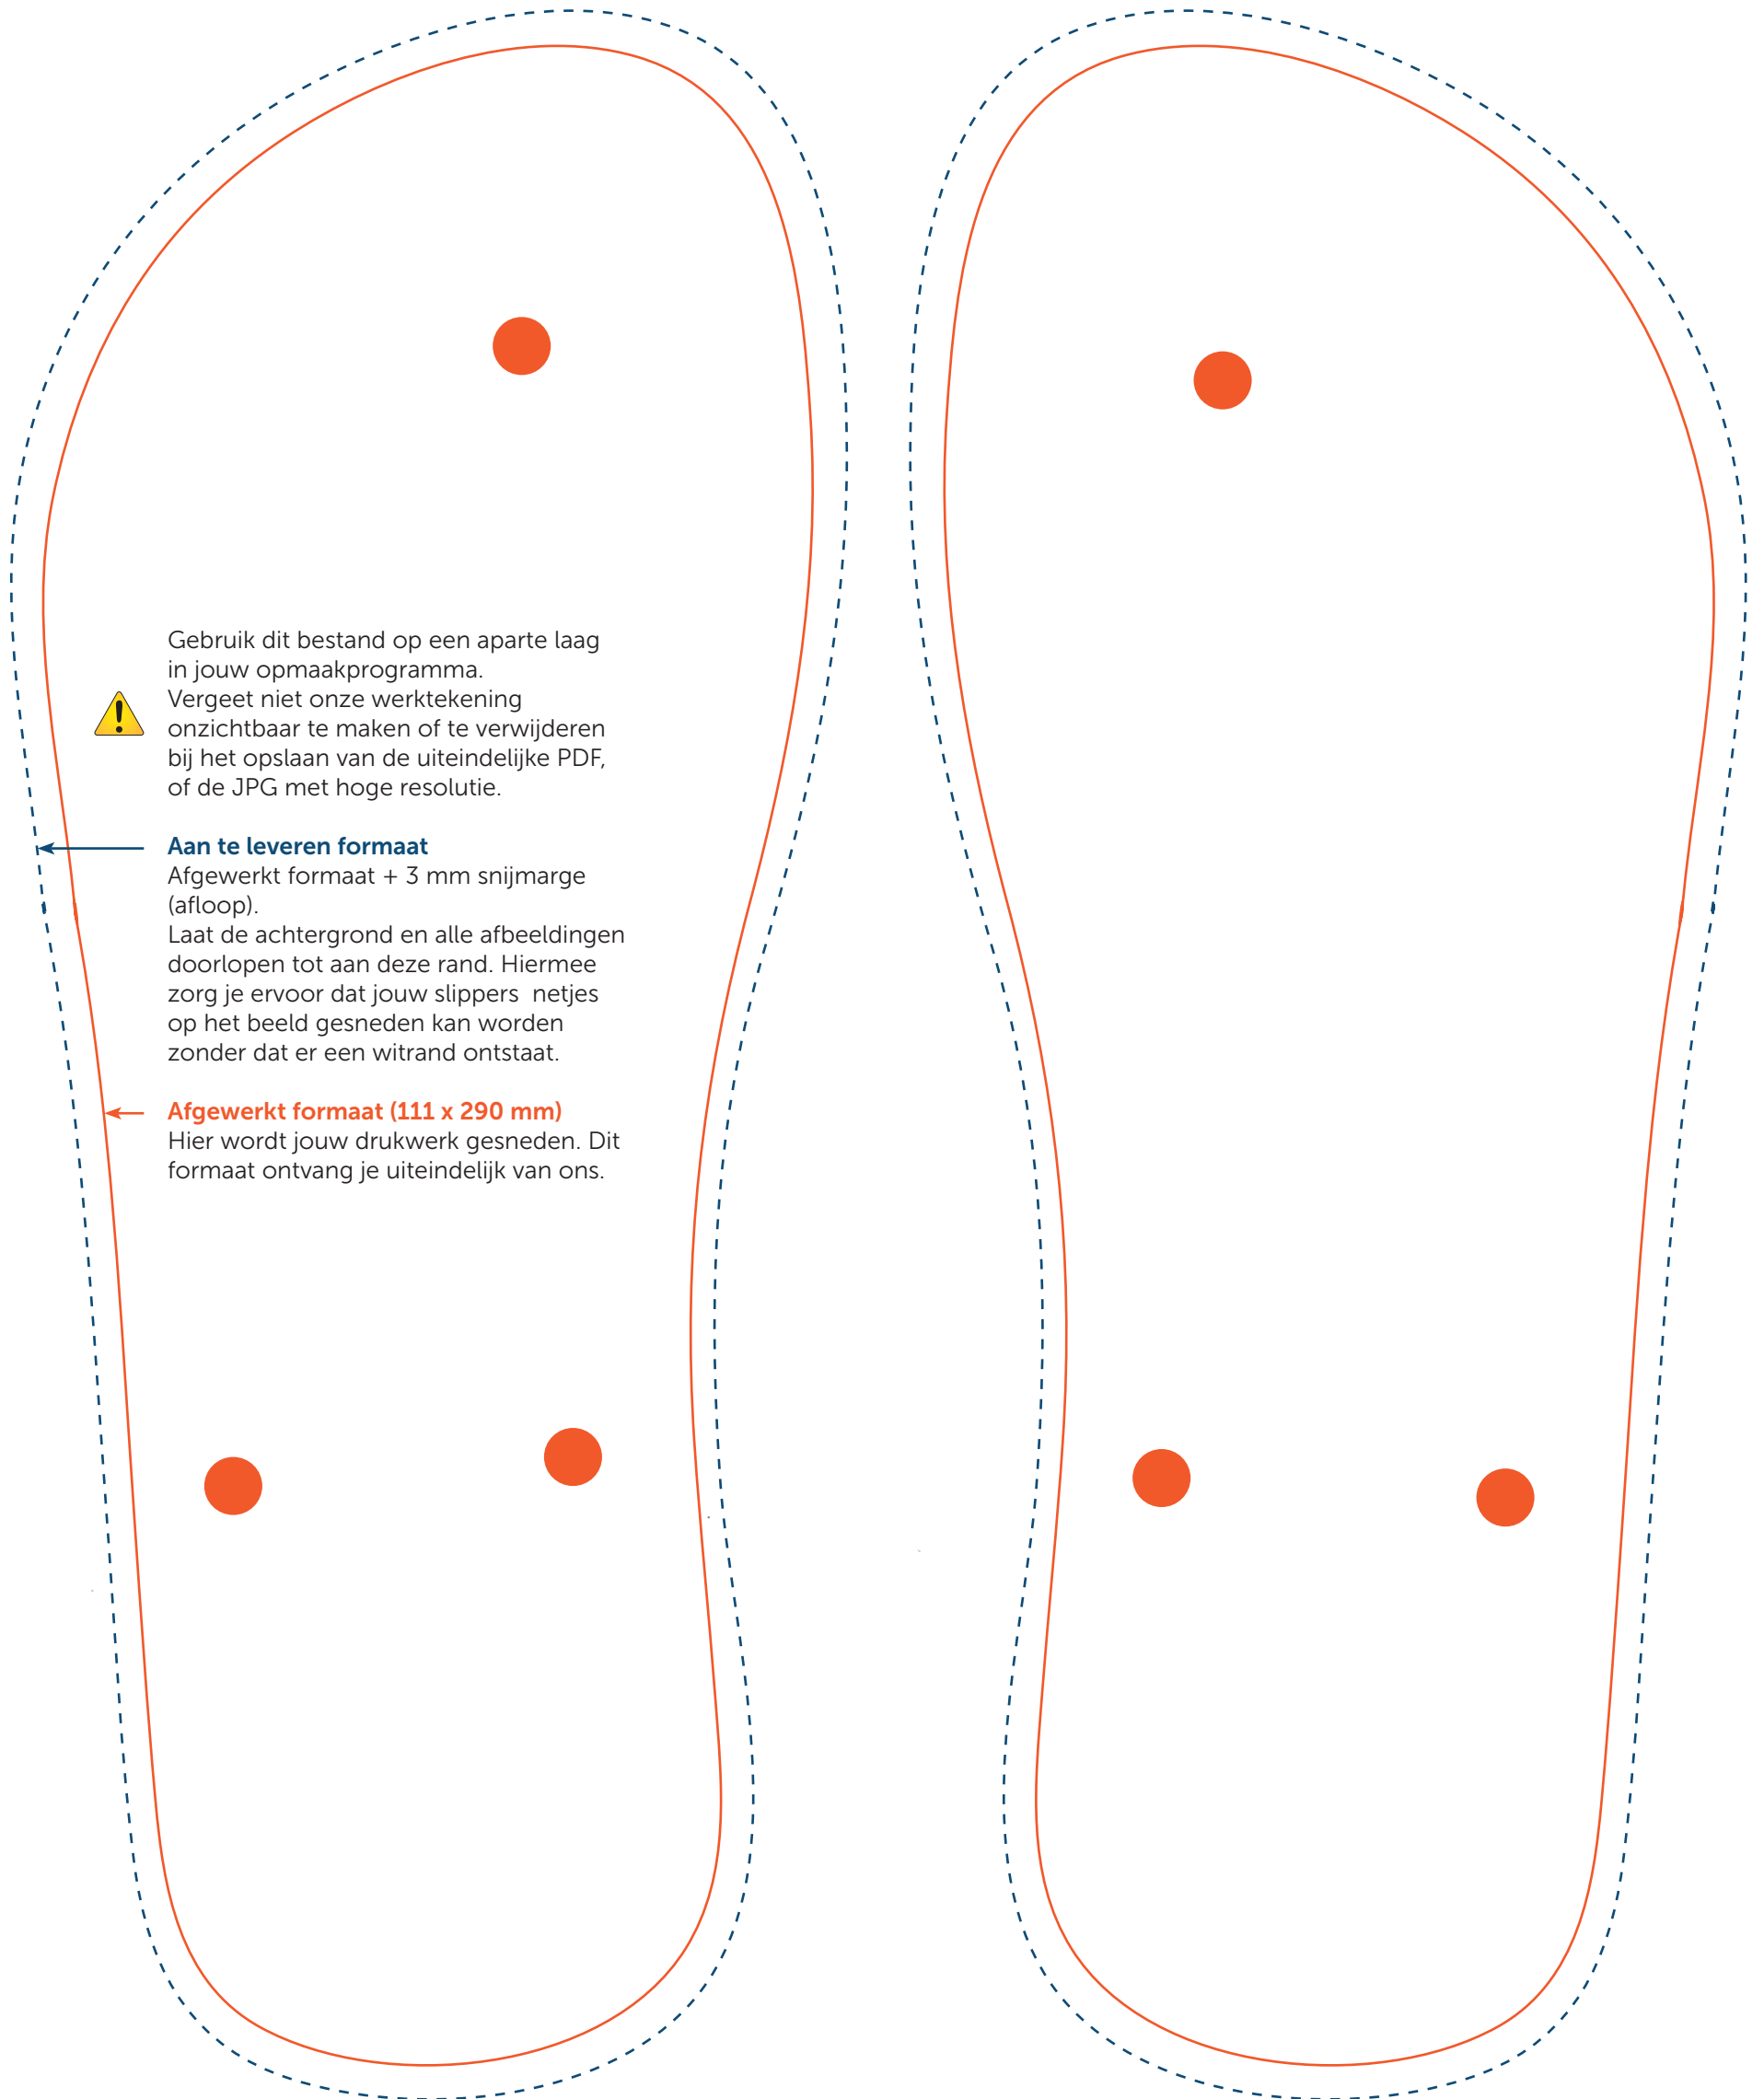 Gebruik dit bestand op een aparte laag
in jouw opmaakprogramma.
Vergeet niet onze werktekening
onzichtbaar te maken of te verwijderen
bij het opslaan van de uiteindelijke PDF,
of de JPG met hoge resolutie.
Aan te leveren formaat
Afgewerkt formaat + 3 mm snijmarge
(afloop).
Laat de achtergrond en alle afbeeldingen
doorlopen tot aan deze rand. Hiermee
zorg je ervoor dat jouw slippers  netjes
op het beeld gesneden kan worden
zonder dat er een witrand ontstaat.
Afgewerkt formaat (111 x 290 mm)
Hier wordt jouw drukwerk gesneden. Dit
formaat ontvang je uiteindelijk van ons.